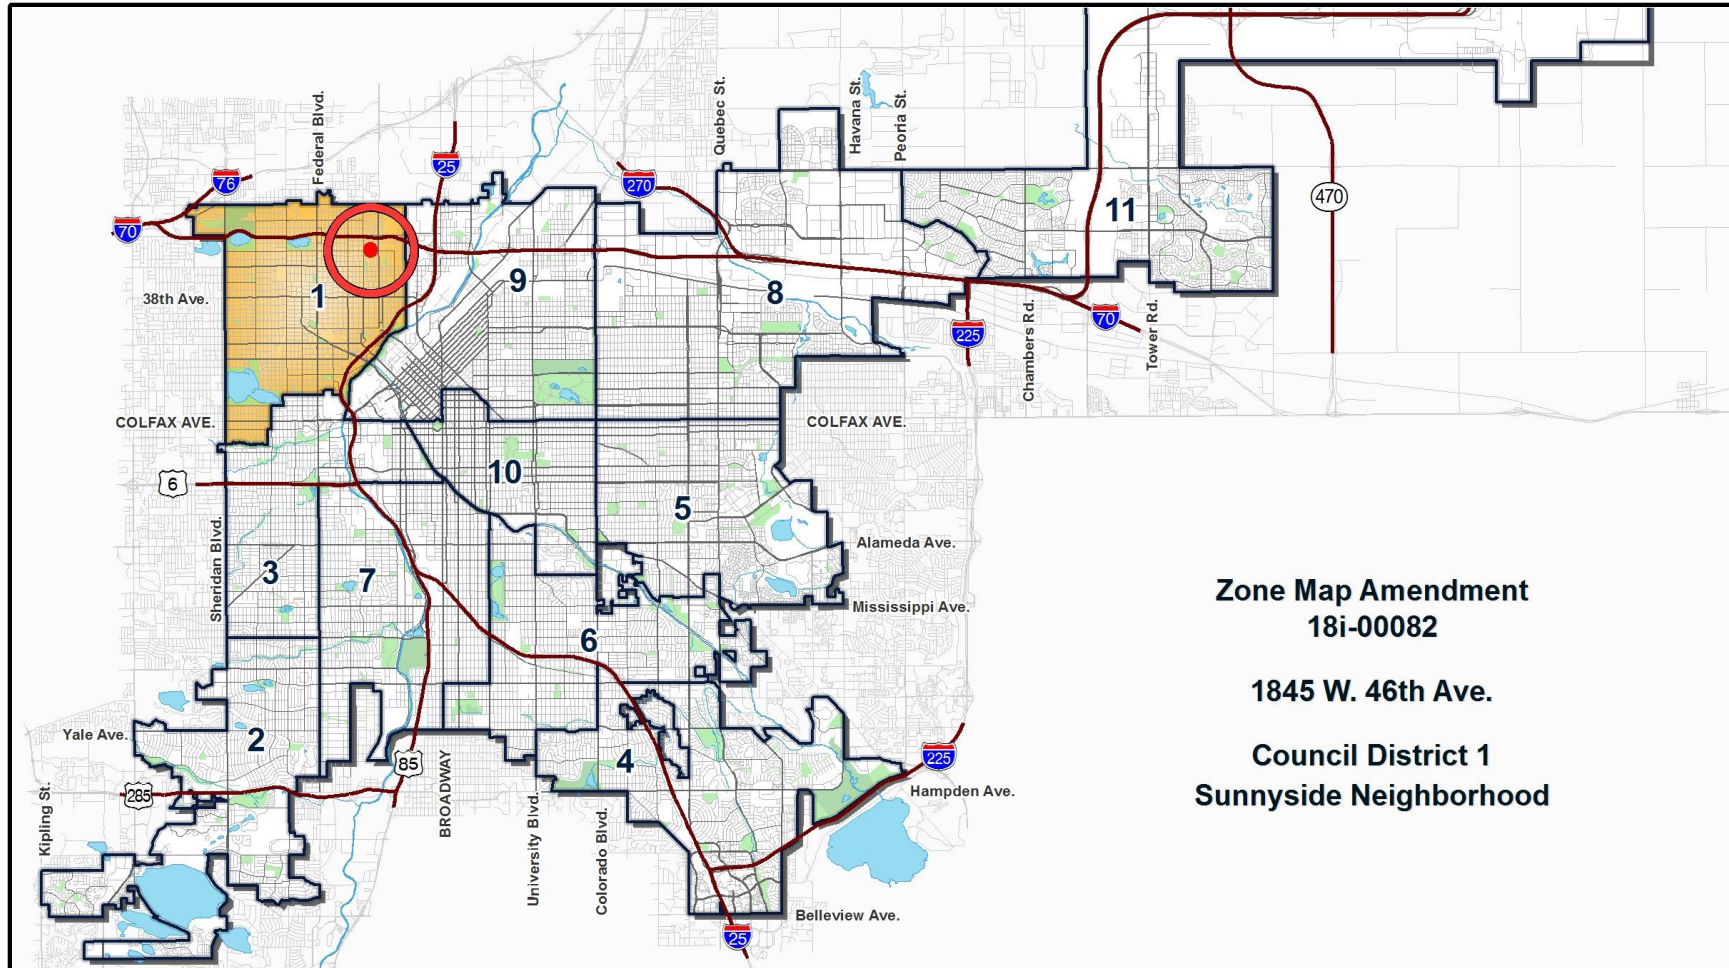 Quebec St.
Havana St.
Peoria St.
Federal Blvd.
25
76
270
470
70
11
9
8
1
38th Ave.
225
Chambers Rd.
70
Tower Rd.
COLFAX AVE.
COLFAX AVE.
6
10
5
Sheridan Blvd.
Alameda Ave.
3
7
Mississippi Ave.
6
Zone Map Amendment
18i-00082
1845 W. 46th Ave.
Council District 1
Sunnyside Neighborhood
Yale Ave.
2
4
85
225
285
BROADWAY
Hampden Ave.
Kipling St.
University Blvd.
Colorado Blvd.
Belleview Ave.
25